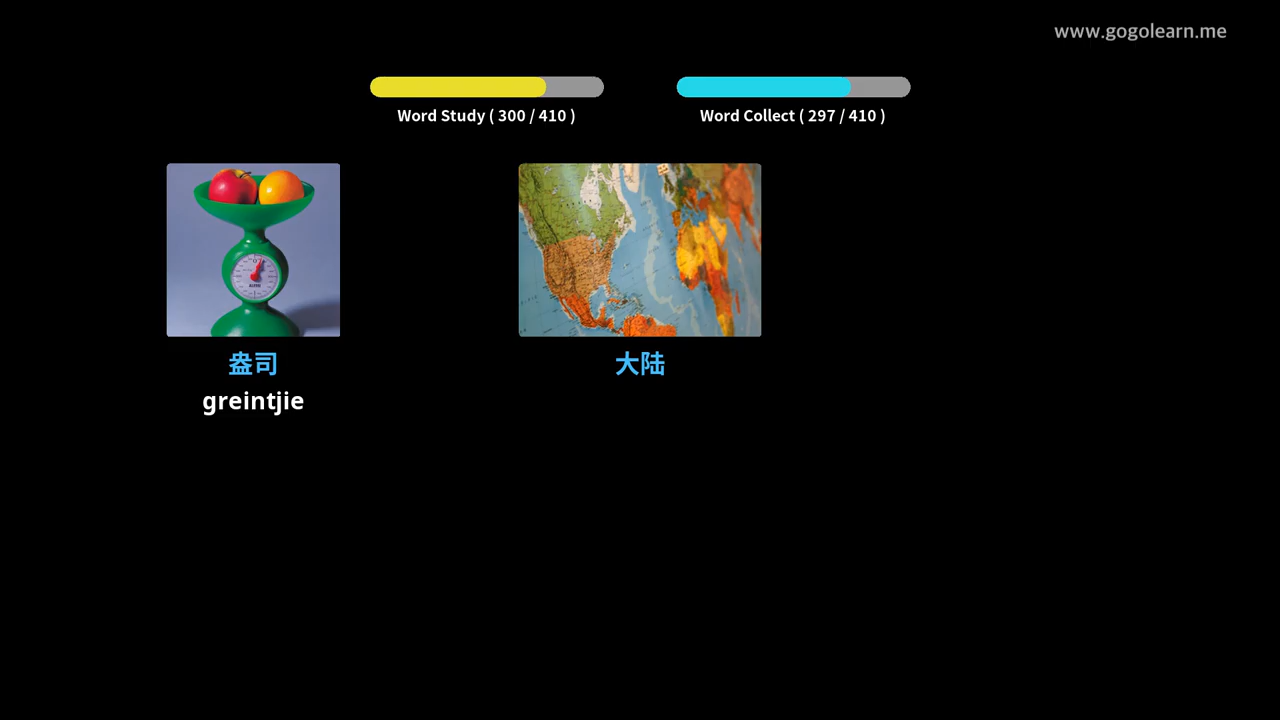 www.gogolearn.me
Word Study ( 300 / 410 )
Word Collect ( 297 / 410 )
盎司
大陆
greintjie